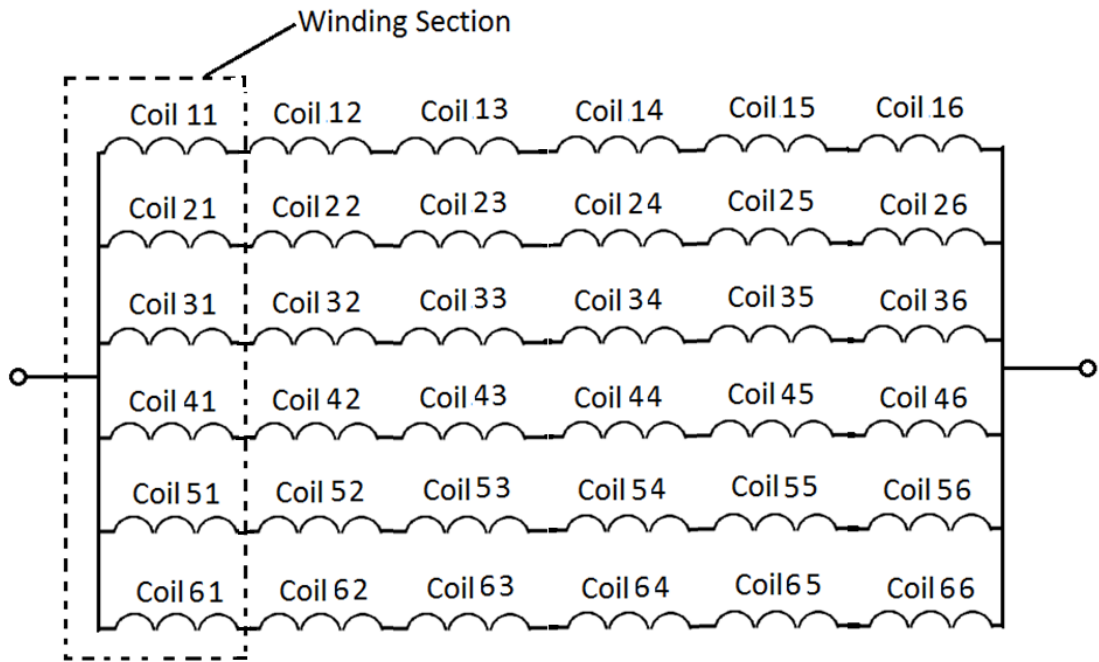 Winding Section
Coil 11 Coil 12 Coil 13 Coil 14 Coil 15 Coil 16
Coil 21 Coil 22 Coil 23 Coil 24 Coil 25 Coil 26
Coil 31 Coil 32 Coil 33 Coil 34 Coil 35 Coil 36
Coil 41 Coil 42 Coil 43 Coil 44 Coil 45 Coil 46
Coil 51 Coil 52 Coil 53 Coil 54 Coil 55 Coil 56
Coil 61 Coil 62 Coil 63 Coil 64 Coil 65 Coil 66